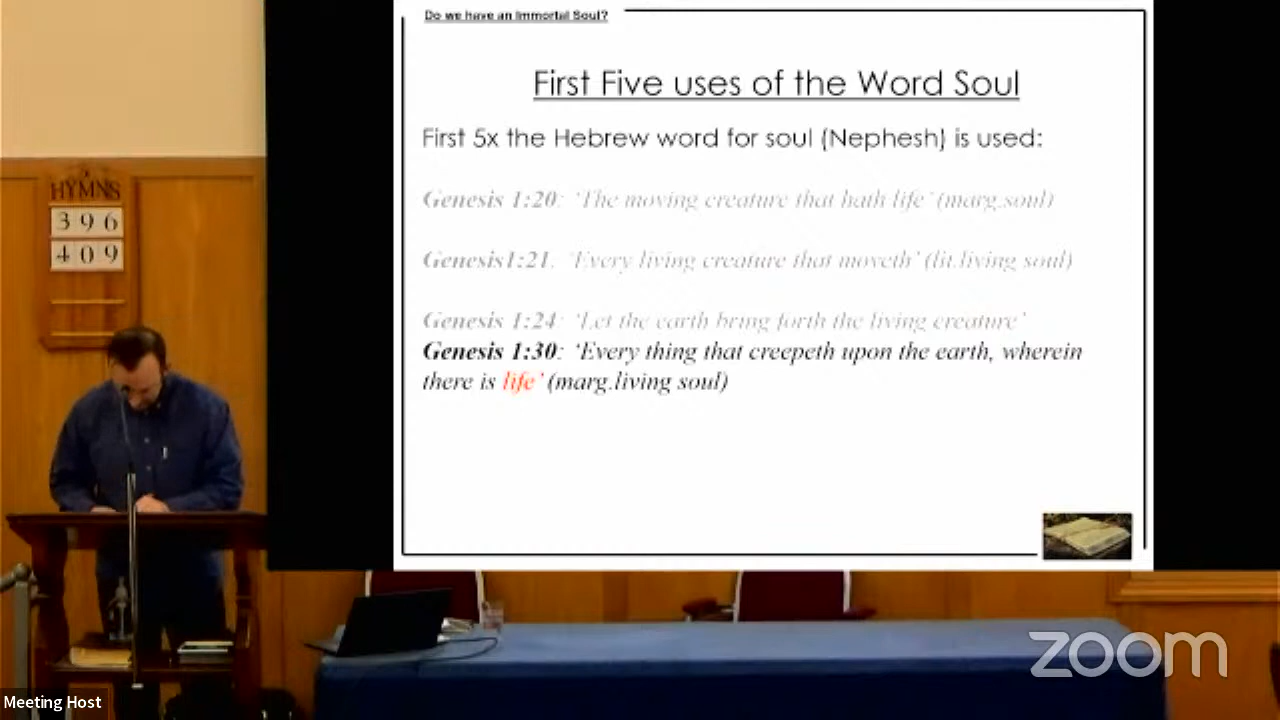 Do we have an Immortal Soul?
First Five uses of the Word Soul
First 5x the Hebrew word for soul (Nephesh) is used:
Genesis 1:20: ‘The moving creature that hath life’ (marg.soul)
Genesis1:21: ‘Every living creature that moveth’ (lit.living soul)
Genesis 1:24: ‘Let the earth bring forth the living creature’
Genesis 1:30: ‘Every thing that creepeth upon the earth, wherein
there is life’ (marg.living soul)
HYMNS
396
409
zoom
Meeting Host